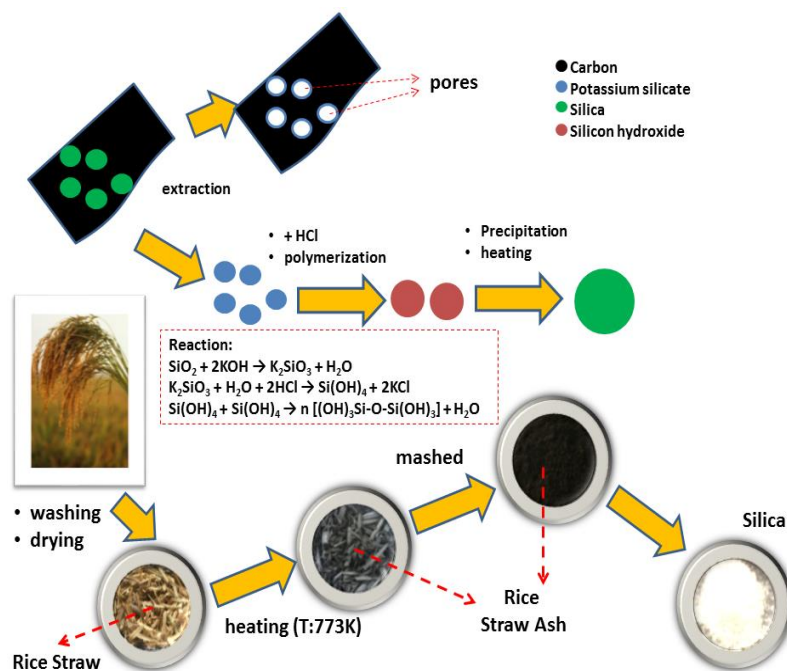 pores
Carbon
Potassium silicate
Silica
Silicon hydroxide
extraction
• + HCl
• polymerization
• Precipitation
• heating
Reaction:
SiO₂ + 2KOH → K₂SiO₃ + H₂O
K₂SiO₃ + H₂O + 2HCl → Si(OH)₄ + 2KCl
Si(OH)₄ + Si(OH)₄ → n [(OH)₃Si-O-Si(OH)₃] + H₂O
mashed
• washing
• drying
Silica
heating (T:773K)
Rice
Straw Ash
Rice Straw